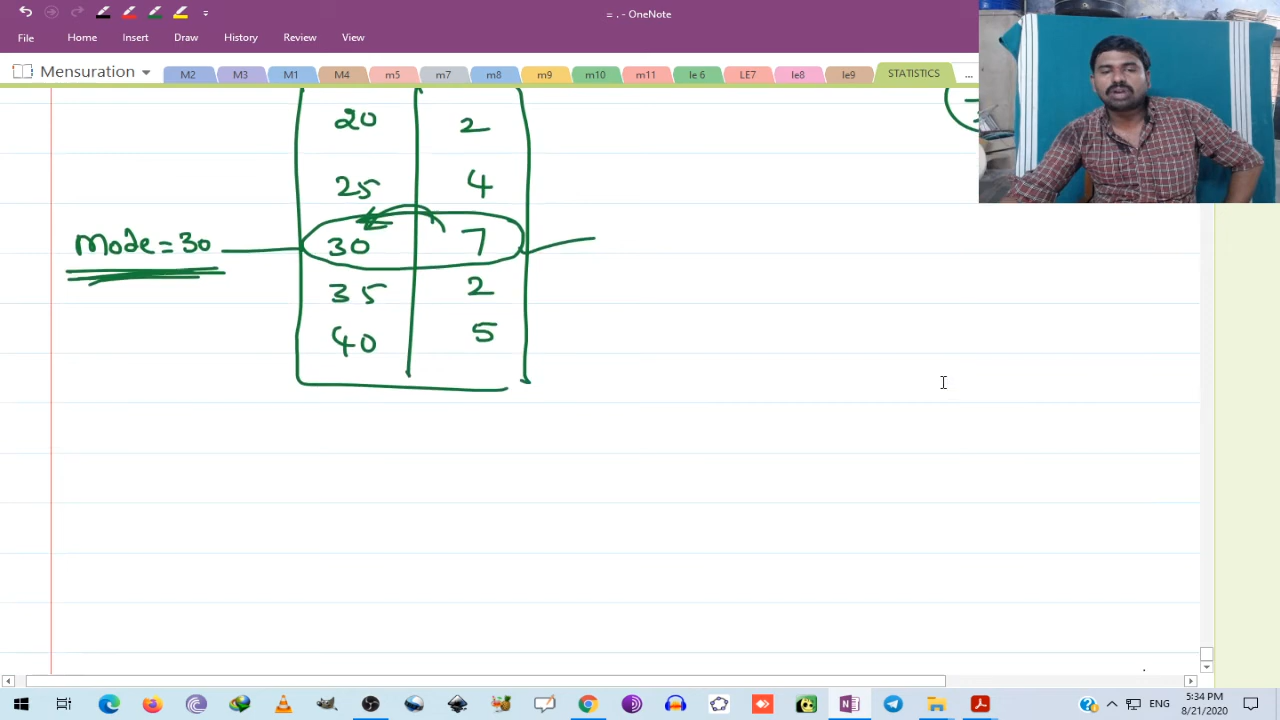 = . - OneNote
File Home Insert Draw History Review View
Mensuration M2 M3 M1 M4 m5 m7 m8 m9 m10 m11 le 6 LE7 le8 le9 STATISTICS ...
20 2
25 4
Mode = 30 30 7
35 2
40 5
ENG 5:34 PM
8/21/2020